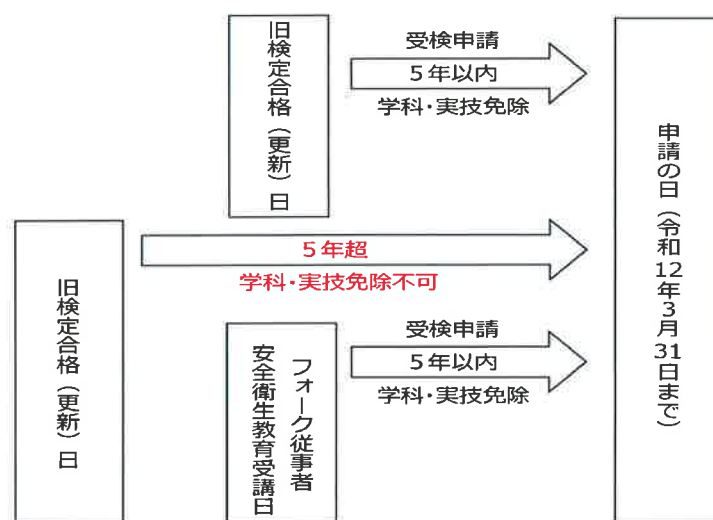 旧検定合格（更新）日
受検申請
５年以内
学科・実技免除
５年超
学科・実技免除不可
旧検定合格（更新）日
フォーク従事者
安全衛生教育受講日
受検申請
５年以内
学科・実技免除
申請の日（令和12年３月31日まで）